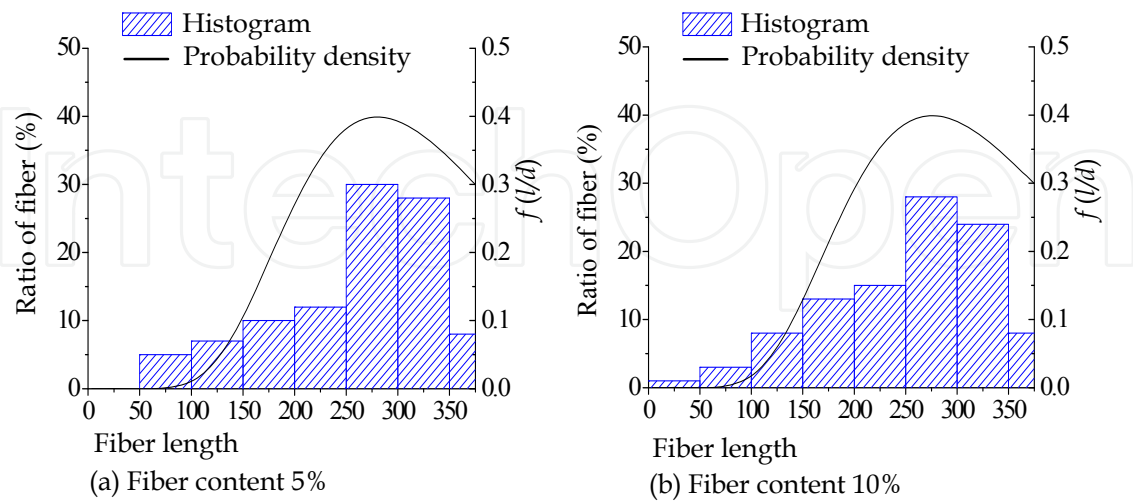 Histogram
Probability density
50
40
30
20
10
0
Ratio of fiber (%)
0.5
0.4
0.3
0.2
0.1
0.0
f (l/d)
0 50 100 150 200 250 300 350
Fiber length
(a) Fiber content 5%
Histogram
Probability density
50
40
30
20
10
0
Ratio of fiber (%)
0.5
0.4
0.3
0.2
0.1
0.0
f (l/d)
0 50 100 150 200 250 300 350
Fiber length
(b) Fiber content 10%
IntechOpen